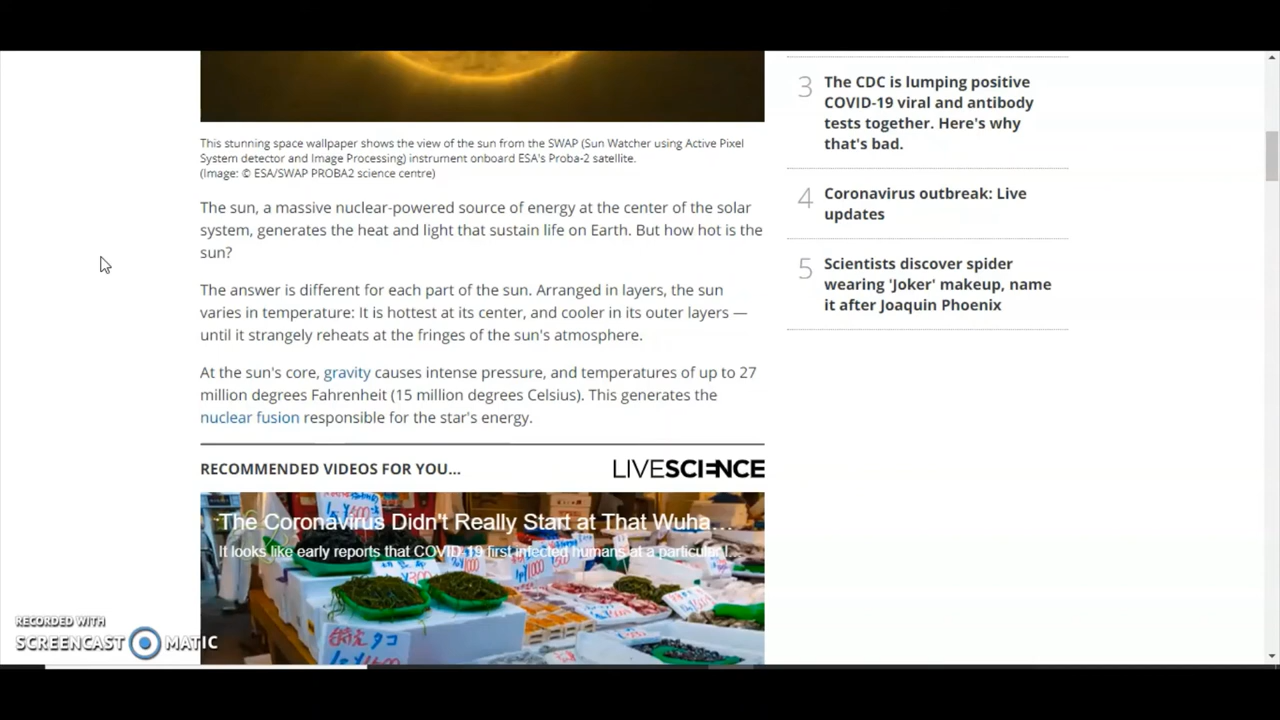 This stunning space wallpaper shows the view of the sun from the SWAP (Sun Watcher using Active Pixel
System detector and Image Processing) instrument onboard ESA's Proba-2 satellite.
(Image: © ESA/SWAP PROBA2 science centre)
The sun, a massive nuclear-powered source of energy at the center of the solar
system, generates the heat and light that sustain life on Earth. But how hot is the
sun?
The answer is different for each part of the sun. Arranged in layers, the sun
varies in temperature: It is hottest at its center, and cooler in its outer layers —
until it strangely reheats at the fringes of the sun's atmosphere.
At the sun's core, gravity causes intense pressure, and temperatures of up to 27
million degrees Fahrenheit (15 million degrees Celsius). This generates the
nuclear fusion responsible for the star's energy.
RECOMMENDED VIDEOS FOR YOU...
LIVESCIENCE
The Coronavirus Didn't Really Start at That Wuha...
It looks like early reports that COVID-19 first infected humans at a particular l...
3
The CDC is lumping positive
COVID-19 viral and antibody
tests together. Here's why
that's bad.
4
Coronavirus outbreak: Live
updates
5
Scientists discover spider
wearing 'Joker' makeup, name
it after Joaquin Phoenix
RECORDED WITH
SCREENCAST MATIC